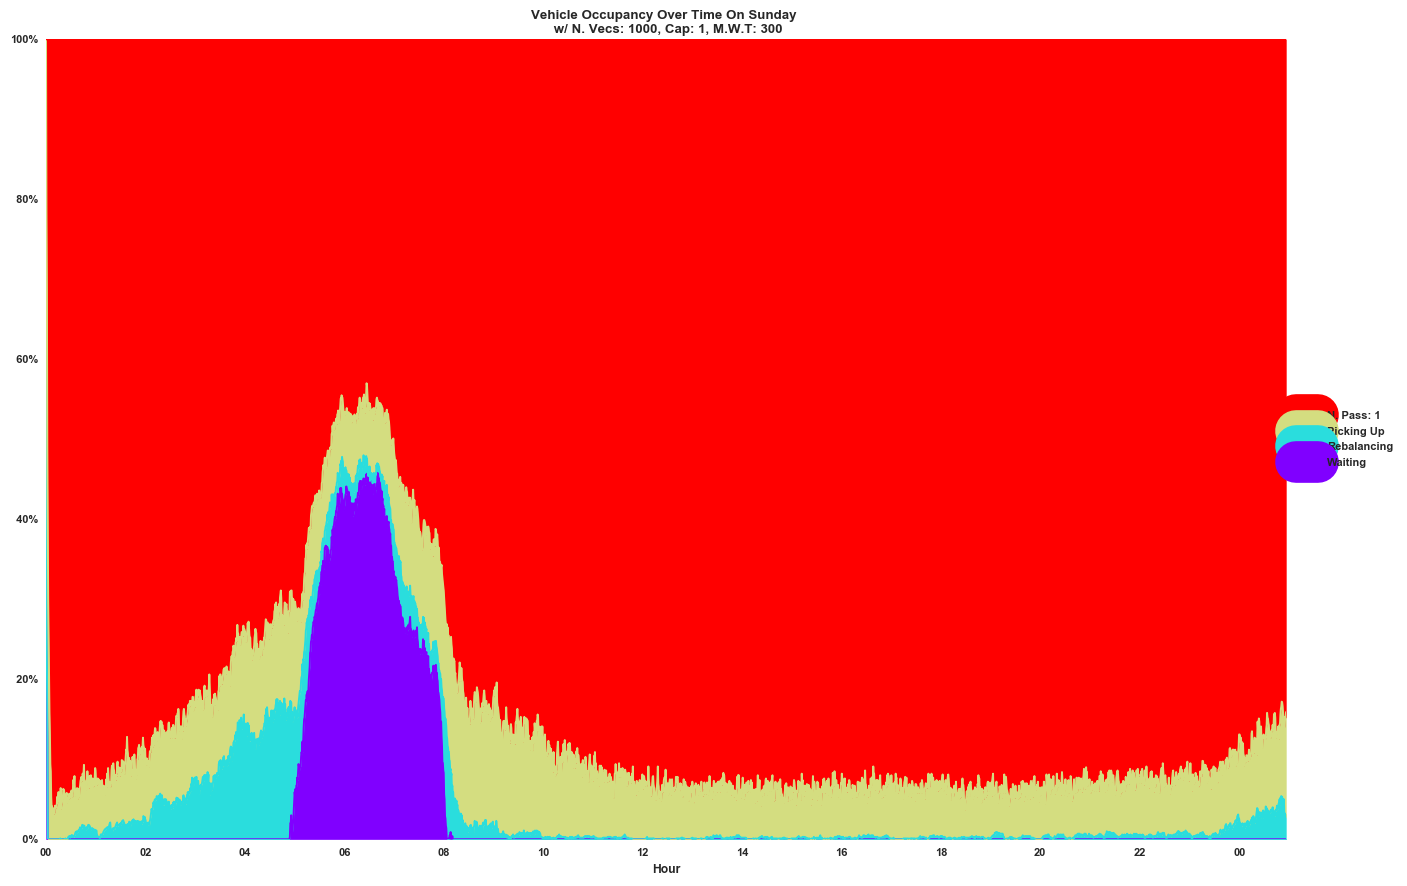 Vehicle Occupancy Over Time On Sunday
w/ N. Vecs: 1000, Cap: 1, M.W.T: 300
100%
80%
60%
40%
20%
0%
Pass: 1
Picking Up
Rebalancing
Waiting
00 02 04 06 08 10 12 14 16 18 20 22 00
Hour